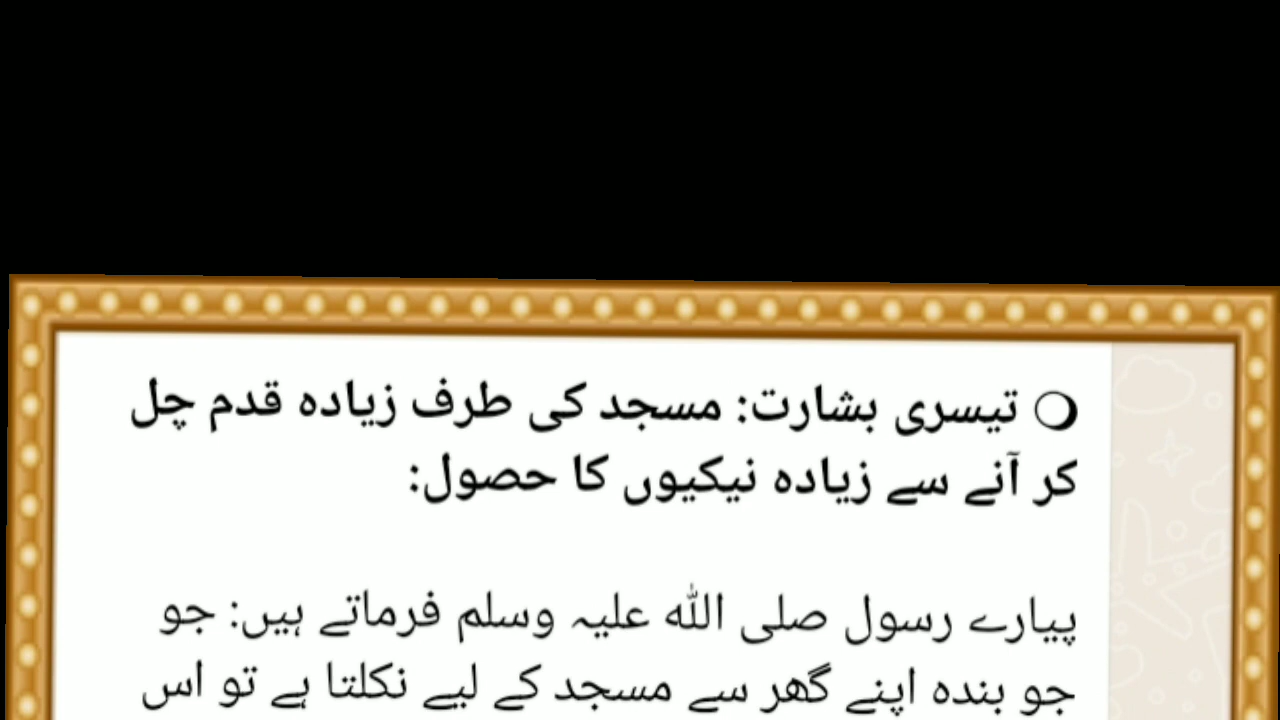 ❍ تیسری بشارت: مسجد کی طرف زیادہ قدم چل
کر آنے سے زیادہ نیکیوں کا حصول:
پیارے رسول صلی اللہ علیہ وسلم فرماتے ہیں: جو
جو بندہ اپنے گھر سے مسجد کے لیے نکلتا ہے تو اس